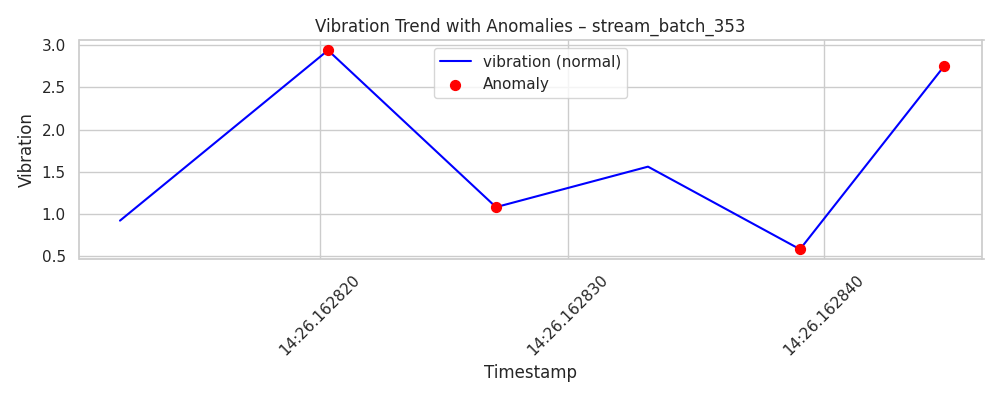 Vibration Trend with Anomalies – stream_batch_353
vibration (normal)
Anomaly
Vibration
3.0
2.5
2.0
1.5
1.0
0.5
14:26.162820
14:26.162830
14:26.162840
Timestamp